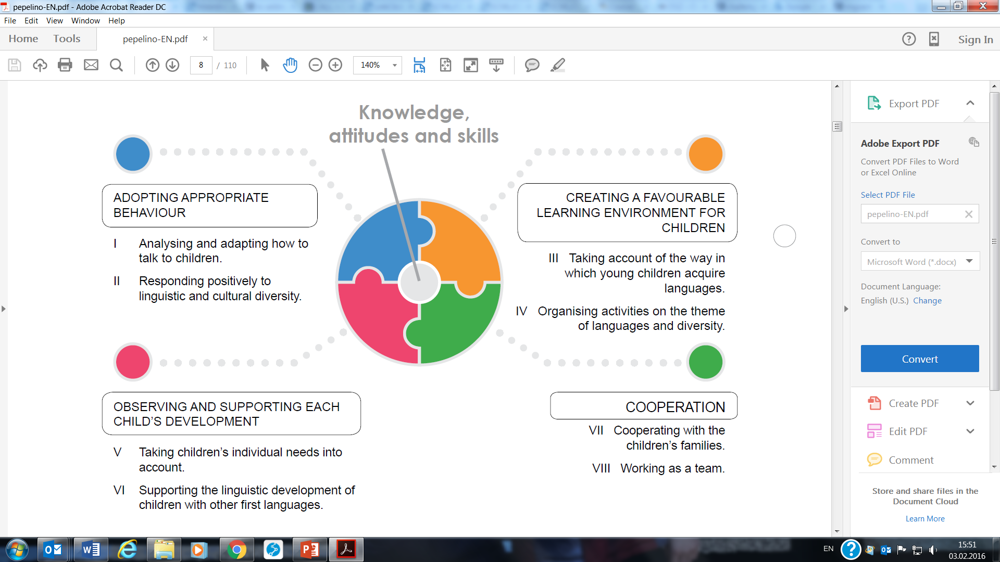 pepelino-EN.pdf - Adobe Acrobat Reader DC
File Edit View Window Help
Home Tools pepelino-EN.pdf × Sign In
8 / 110 140%
Knowledge,
attitudes and skills
ADOPTING APPROPRIATE
BEHAVIOUR
I Analysing and adapting how to
talk to children.
II Responding positively to
linguistic and cultural diversity.
CREATING A FAVOURABLE
LEARNING ENVIRONMENT FOR
CHILDREN
III Taking account of the way in
which young children acquire
languages.
IV Organising activities on the theme
of languages and diversity.
OBSERVING AND SUPPORTING EACH
CHILD’S DEVELOPMENT
V Taking children’s individual needs into
account.
VI Supporting the linguistic development of
children with other first languages.
COOPERATION
VII Cooperating with the
children’s families.
VIII Working as a team.
Export PDF
Adobe Export PDF
Convert PDF Files to Word
or Excel Online
Select PDF File
pepelino-EN.pdf
Convert to
Microsoft Word (*.docx)
Document Language:
English (U.S.) Change
Convert
Create PDF
Edit PDF
Comment
Store and share files in the
Document Cloud
Learn More
EN
15:51
03.02.2016